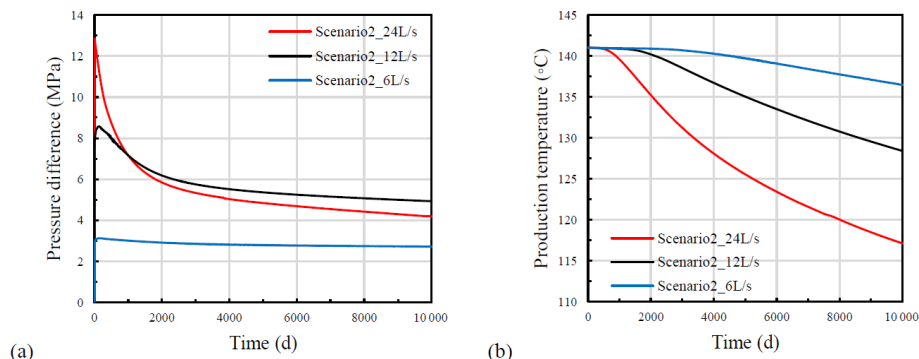 14
12
10
8
6
4
2
0
Pressure difference (MPa)
Scenario2_24L/s
Scenario2_12L/s
Scenario2_6L/s
0 2000 4000 6000 8000 10 000
Time (d)
(a)
145
140
135
130
125
120
115
110
Production temperature (°C)
Scenario2_24L/s
Scenario2_12L/s
Scenario2_6L/s
0 2000 4000 6000 8000 10 000
Time (d)
(b)